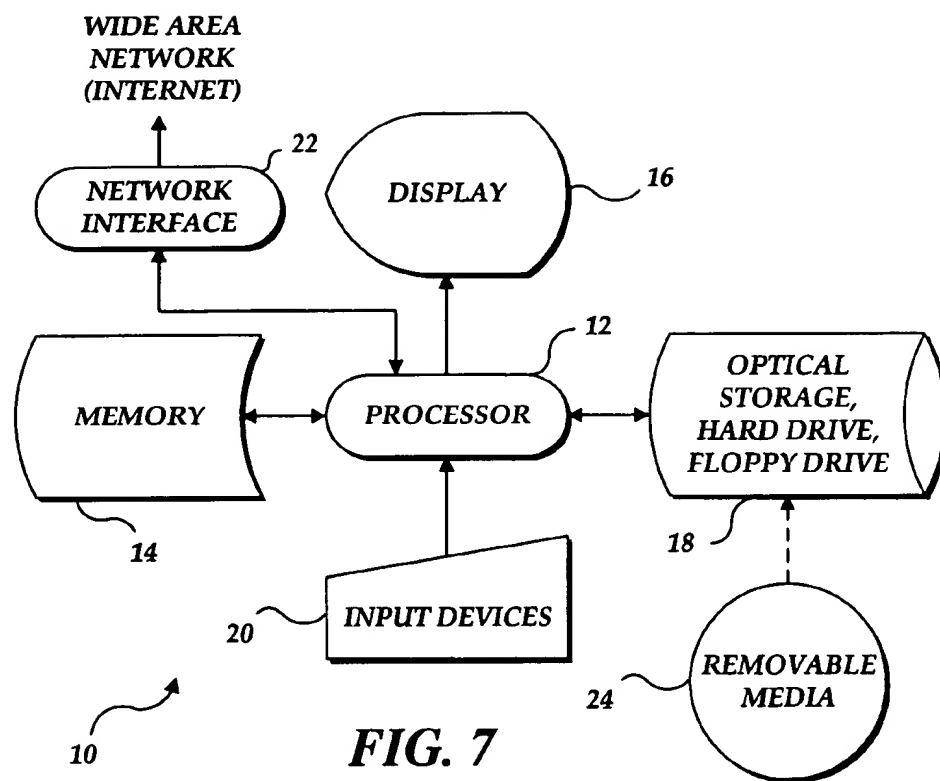 WIDE AREA
NETWORK
(INTERNET)
22
NETWORK
INTERFACE
DISPLAY
16
12
MEMORY
PROCESSOR
OPTICAL
STORAGE,
HARD DRIVE,
FLOPPY DRIVE
14
18
20
INPUT DEVICES
REMOVABLE
MEDIA
24
10
FIG. 7